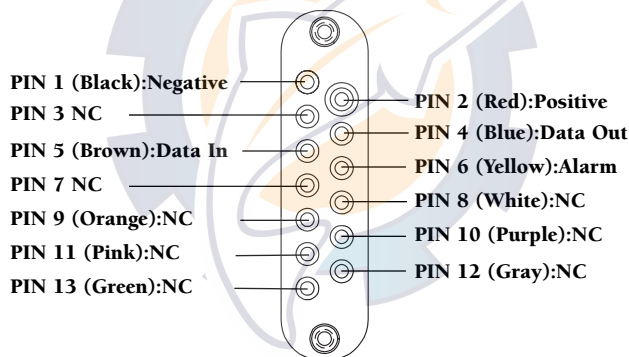 PIN 1 (Black):Negative
PIN 2 (Red):Positive
PIN 3 NC
PIN 4 (Blue):Data Out
PIN 5 (Brown):Data In
PIN 6 (Yellow):Alarm
PIN 7 NC
PIN 8 (White):NC
PIN 9 (Orange):NC
PIN 10 (Purple):NC
PIN 11 (Pink):NC
PIN 12 (Gray):NC
PIN 13 (Green):NC